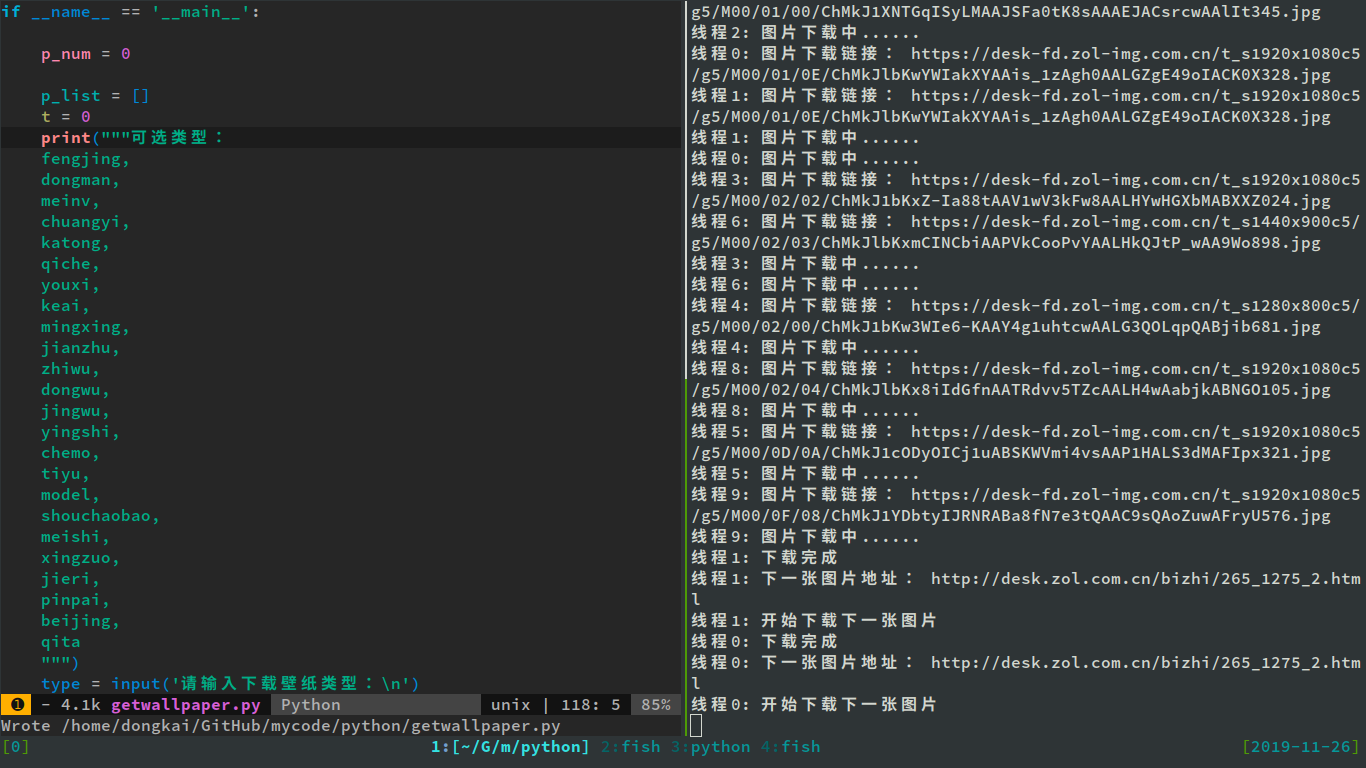 if __name__ == '__main__':
p_num = 0
p_list = []
t = 0
print("""可选类型：
fengjing,
dongman,
meinv,
chuangyi,
katong,
qiche,
youxi,
keai,
mingxing,
jianzhu,
zhiwu,
dongwu,
jingwu,
yingshi,
chemo,
tiyu,
model,
shouchaobao,
meishi,
xingzuo,
jieri,
pinpai,
beijing,
qita
""")
type = input('请输入下载壁纸类型：\n')
❶ - 4.1k getwallpaper.py Python unix | 118: 5 85%
Wrote /home/dongkai/GitHub/mycode/python/getwallpaper.py
g5/M00/01/00/ChMkJ1XNTGqISyLMAAJSFa0tK8sAAAEJACsrcwAAlIt345.jpg
线程2: 图片下载中......
线程0: 图片下载链接： https://desk-fd.zol-img.com.cn/t_s1920x1080c5
/g5/M00/01/0E/ChMkJlbKwYWIakXYAAis_1zAgh0AALGZgE49oIACK0X328.jpg
线程1: 图片下载链接： https://desk-fd.zol-img.com.cn/t_s1920x1080c5
/g5/M00/01/0E/ChMkJlbKwYWIakXYAAis_1zAgh0AALGZgE49oIACK0X328.jpg
线程1: 图片下载中......
线程0: 图片下载中......
线程3: 图片下载链接： https://desk-fd.zol-img.com.cn/t_s1920x1080c5
/g5/M00/02/02/ChMkJ1bKxZ-Ia88tAAV1wV3kFw8AALHYwHGXbMABXXZ024.jpg
线程6: 图片下载链接： https://desk-fd.zol-img.com.cn/t_s1440x900c5/
g5/M00/02/03/ChMkJlbKxmCINCbiAAPVkCooPvYAALHkQJtP_wAA9Wo898.jpg
线程3: 图片下载中......
线程6: 图片下载中......
线程4: 图片下载链接： https://desk-fd.zol-img.com.cn/t_s1280x800c5/
g5/M00/02/00/ChMkJ1bKw3WIe6-KAAY4g1uhtcwAALG3QOLqpQABjib681.jpg
线程4: 图片下载中......
线程8: 图片下载链接： https://desk-fd.zol-img.com.cn/t_s1920x1080c5
/g5/M00/02/04/ChMkJlbKx8iIdGfnAATRdvv5TZcAALH4wAabjkABNGO105.jpg
线程8: 图片下载中......
线程5: 图片下载链接： https://desk-fd.zol-img.com.cn/t_s1920x1080c5
/g5/M00/0D/0A/ChMkJ1cODyOICj1uABSKWVmi4vsAAP1HALS3dMAFIpx321.jpg
线程5: 图片下载中......
线程9: 图片下载链接： https://desk-fd.zol-img.com.cn/t_s1920x1080c5
/g5/M00/0F/08/ChMkJ1YDbtyIJRNRABa8fN7e3tQAAC9sQAoZuwAFryU576.jpg
线程9: 图片下载中......
线程1: 下载完成
线程1: 下一张图片地址： http://desk.zol.com.cn/bizhi/265_1275_2.htm
l
线程1: 开始下载下一张图片
线程0: 下载完成
线程0: 下一张图片地址： http://desk.zol.com.cn/bizhi/265_1275_2.htm
l
线程0: 开始下载下一张图片
[0] 1:[~/G/m/python] 2:fish 3:python 4:fish [2019-11-26]